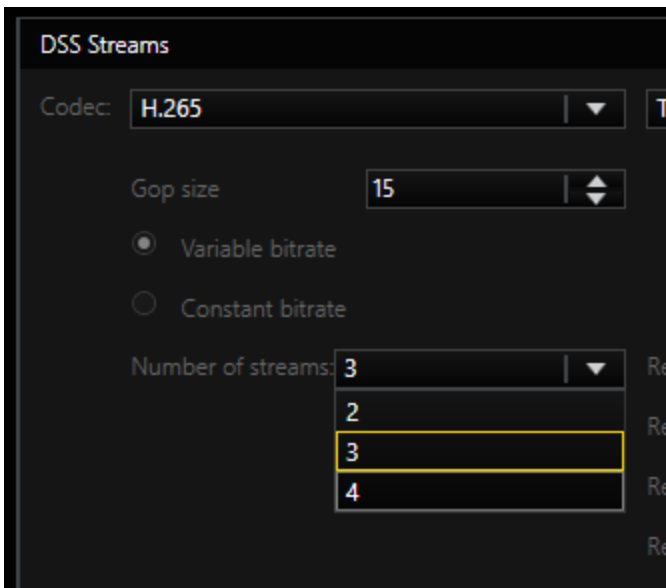 DSS Streams
Codec: H.265
Gop size 15
Variable bitrate
Constant bitrate
Number of streams: 3
2
3
4